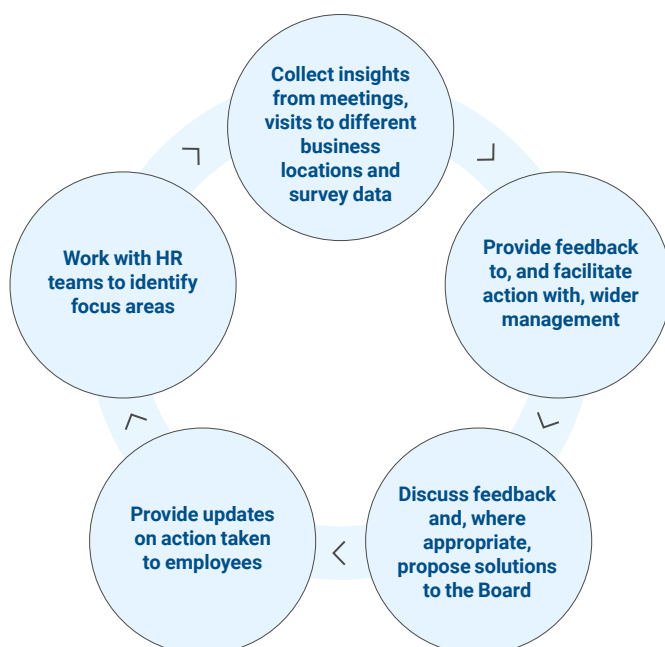 Collect insights
from meetings,
visits to different
business
locations and
survey data
Provide feedback
to, and facilitate
action with, wider
management
Discuss feedback
and, where
appropriate,
propose solutions
to the Board
Provide updates
on action taken
to employees
Work with HR
teams to identify
focus areas